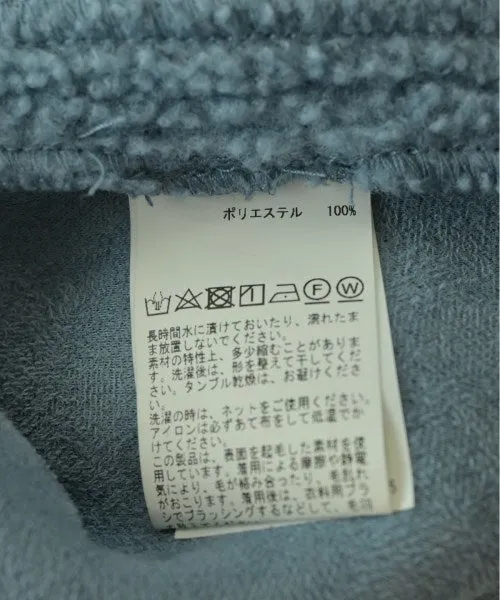 ポリエステル 100%
長時間水に漬けておいたり、濡れたま
ま放置しないでください。
素材の特性上、多少縮むことがありま
す。洗濯後は、形を整えて干してくだ
さい。タンブル乾燥は、お避けくださ
い。
洗濯の時は、ネットをご使用ください。
アイロンは必ずあて布をして低温でか
けてください。
この製品は、表面を起毛した素材を使
用しています。着用による摩擦や静電
気により、毛が絡み合ったり、毛乱れ
がおこります。着用後は、衣料用ブラ
シでブラッシングするなどして、毛羽